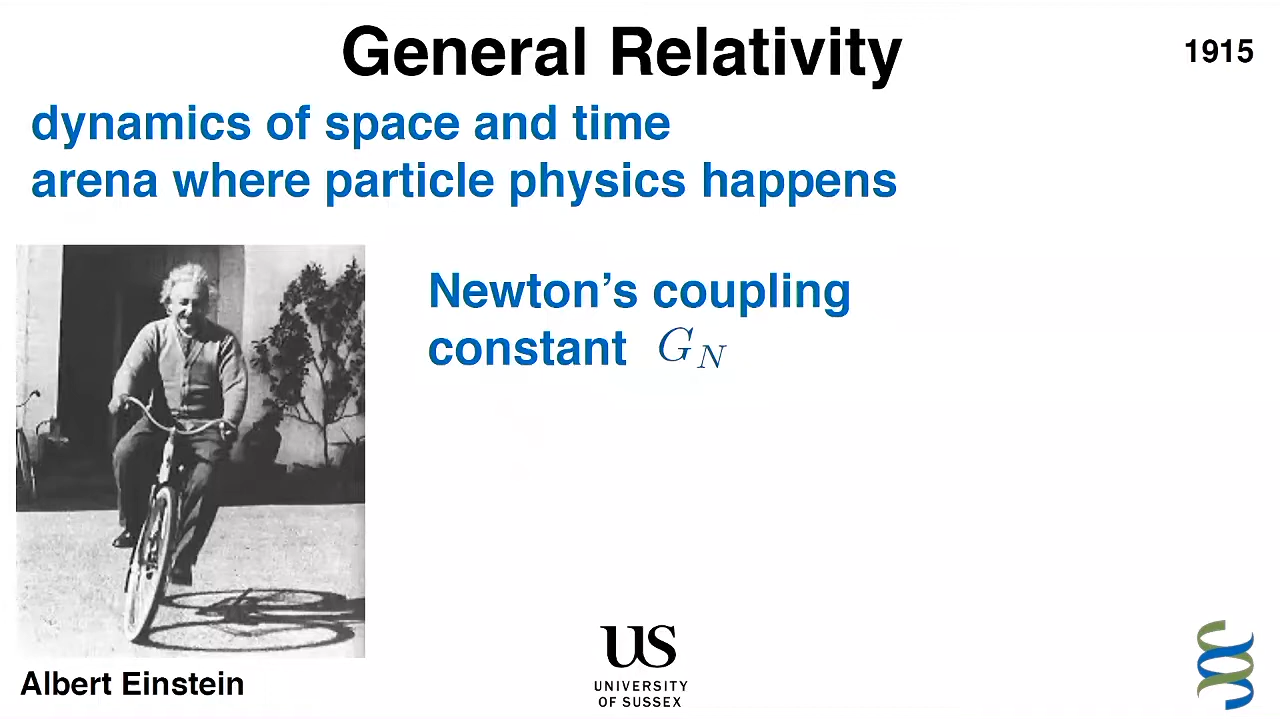 General Relativity
1915
dynamics of space and time
arena where particle physics happens
Newton’s coupling
constant G_N
Albert Einstein
US
UNIVERSITY
OF SUSSEX